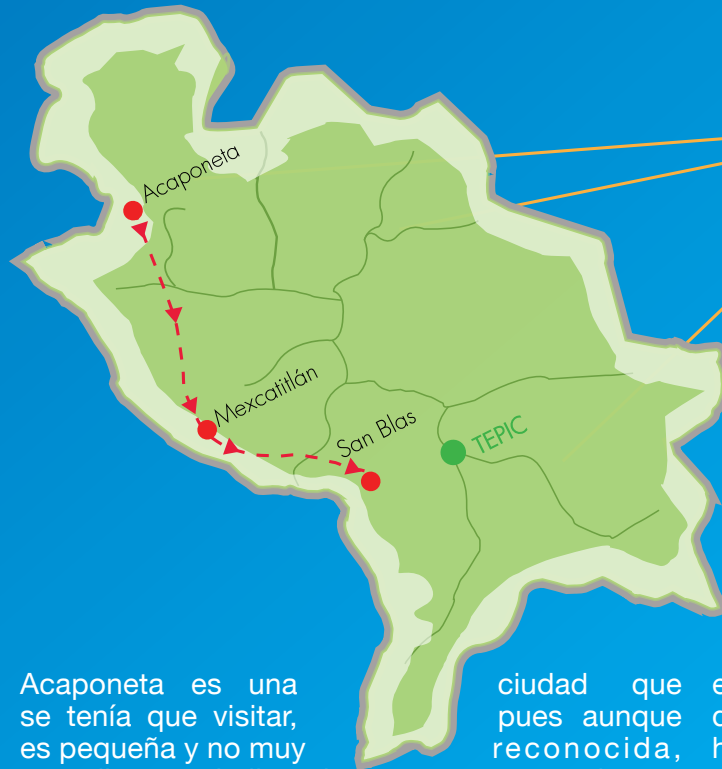 Acaponeta
Mexcatitlán
San Blas
TEPIC
Acaponeta es una ciudad que
se tenía que visitar, pues aunque
es pequeña y no muy reconocida,